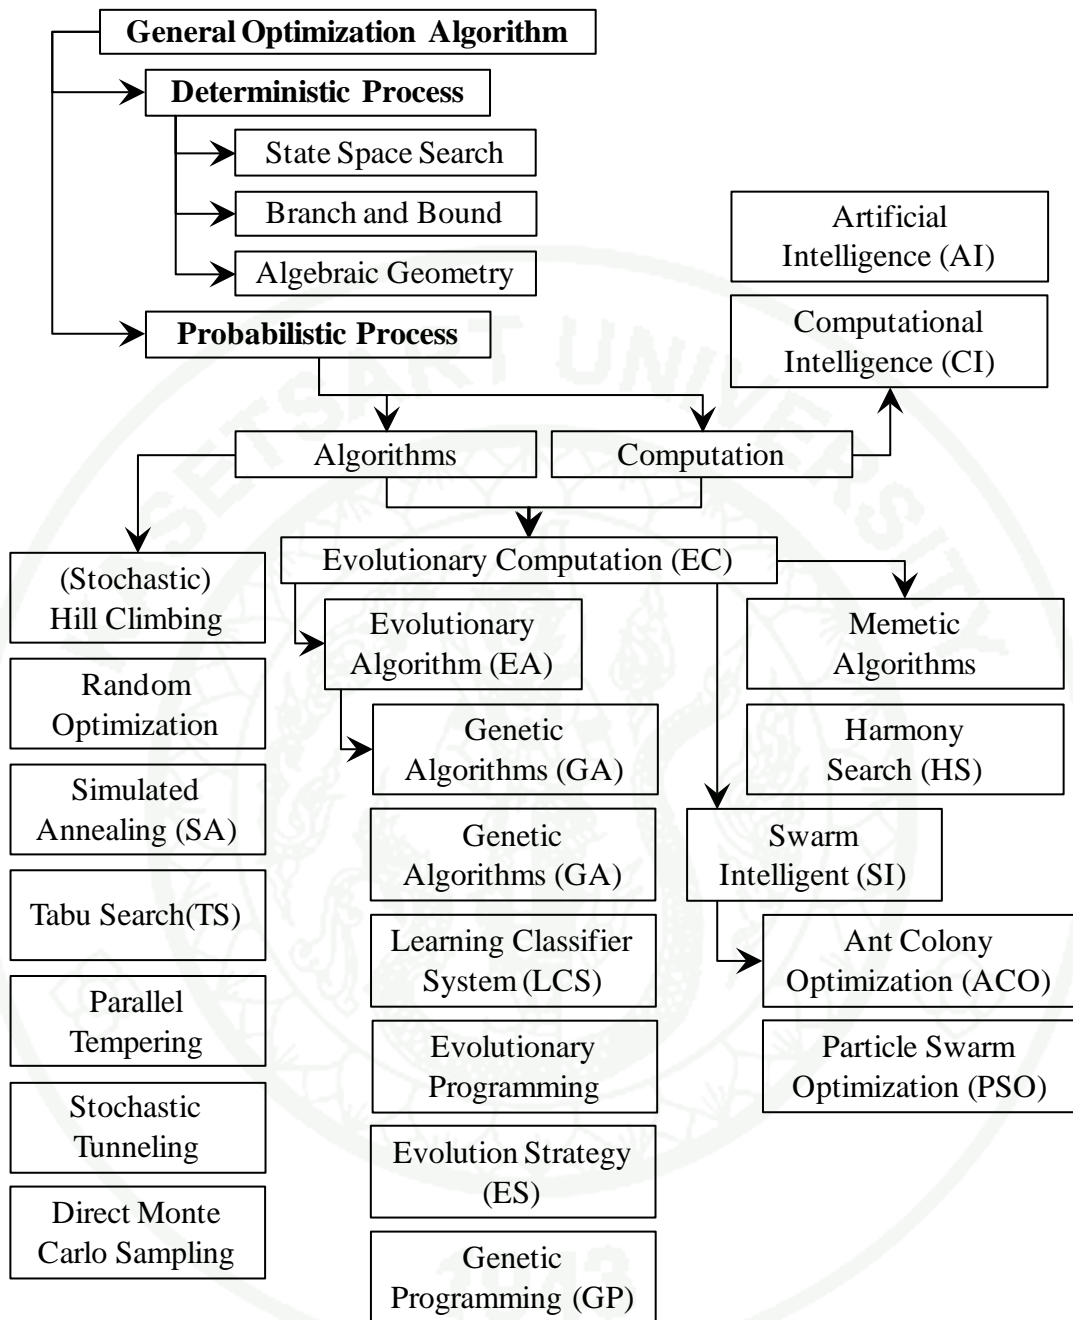 General Optimization Algorithm
Deterministic Process
State Space Search
Branch and Bound
Algebraic Geometry
Probabilistic Process
Artificial
Intelligence (AI)
Computational
Intelligence (CI)
Algorithms
Computation
Evolutionary Computation (EC)
(Stochastic)
Hill Climbing
Random
Optimization
Simulated
Annealing (SA)
Tabu Search(TS)
Parallel
Tempering
Stochastic
Tunneling
Direct Monte
Carlo Sampling
Evolutionary
Algorithm (EA)
Genetic
Algorithms (GA)
Genetic
Algorithms (GA)
Learning Classifier
System (LCS)
Evolutionary
Programming
Evolution Strategy
(ES)
Genetic
Programming (GP)
Memetic
Algorithms
Harmony
Search (HS)
Swarm
Intelligent (SI)
Ant Colony
Optimization (ACO)
Particle Swarm
Optimization (PSO)
KASETSART UNIVERSITY
1943